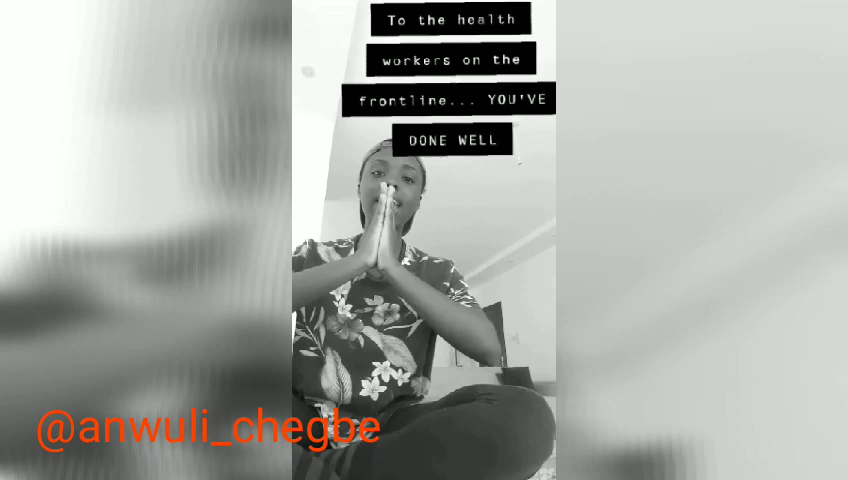 To the health
workers on the
frontline... YOU'VE
DONE WELL
@anwuli_chegbe